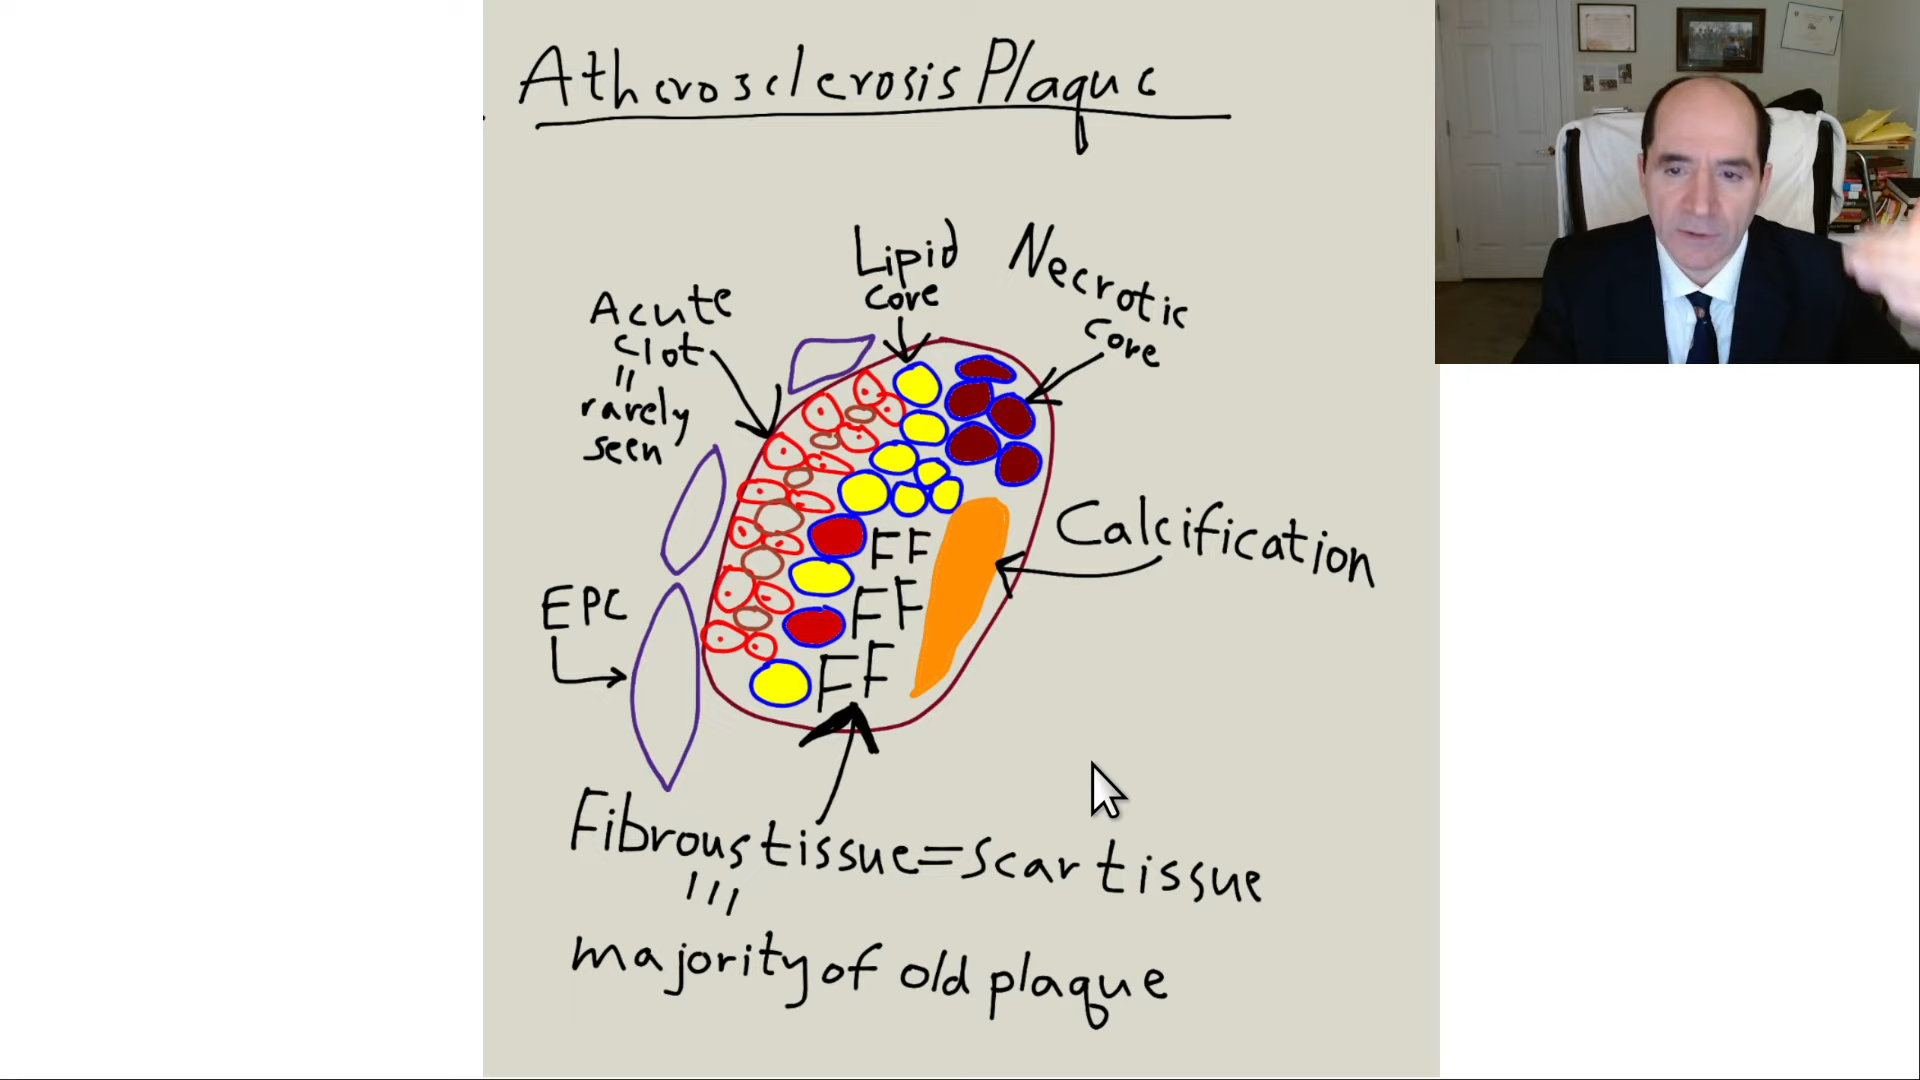 Atherosclerosis Plaque
Lipid
core
Necrotic
core
Acute
clot
=
rarely
seen
Calcification
EPC
FF
FF
FF
Fibrous tissue = scar tissue
majority of old plaque